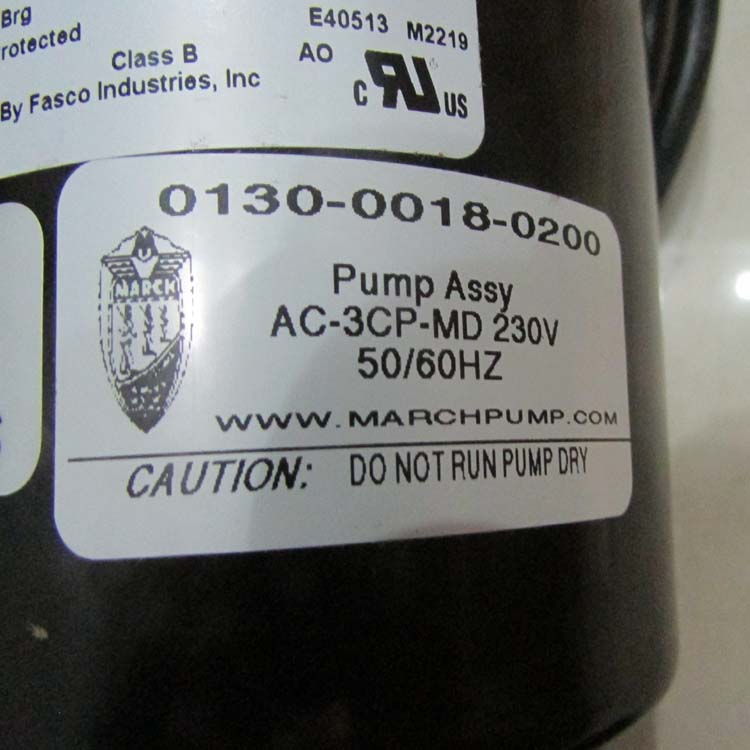 Brg
rotected
Class B
By Fasco Industries, Inc
E40513 M2219
AO
C RU US
0130-0018-0200
MARCH
Pump Assy
AC-3CP-MD 230V
50/60HZ
WWW.MARCHPUMP.COM
CAUTION: DO NOT RUN PUMP DRY